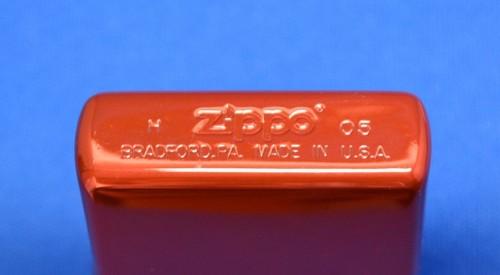 H Zippo® 05
BRADFORD.PA. MADE IN U.S.A.